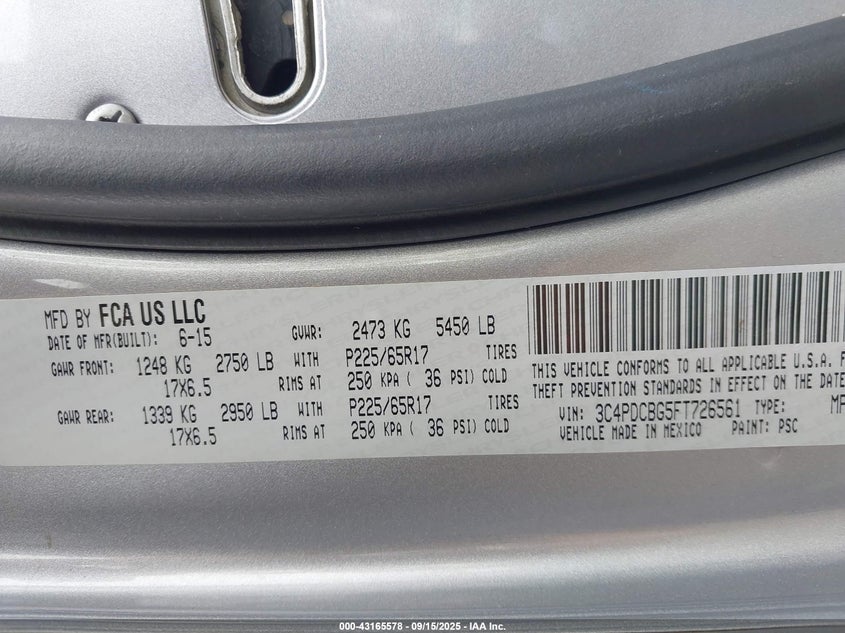 MFD BY FCA US LLC
DATE OF MFR(BUILT): 6-15 GVWR: 2473 KG 5450 LB
GAWR FRONT: 1248 KG 2750 LB WITH P225/65R17 TIRES
17X6.5 RIMS AT 250 KPA ( 36 PSI) COLD
GAWR REAR: 1339 KG 2950 LB WITH P225/65R17 TIRES
17X6.5 RIMS AT 250 KPA ( 36 PSI) COLD
THIS VEHICLE CONFORMS TO ALL APPLICABLE U.S.A. F
THEFT PREVENTION STANDARDS IN EFFECT ON THE DATE
VIN: 3C4PDCBG5FT726561 TYPE: MP
VEHICLE MADE IN MEXICO PAINT: PSC
000-43165578 - 09/15/2025 - IAA Inc.